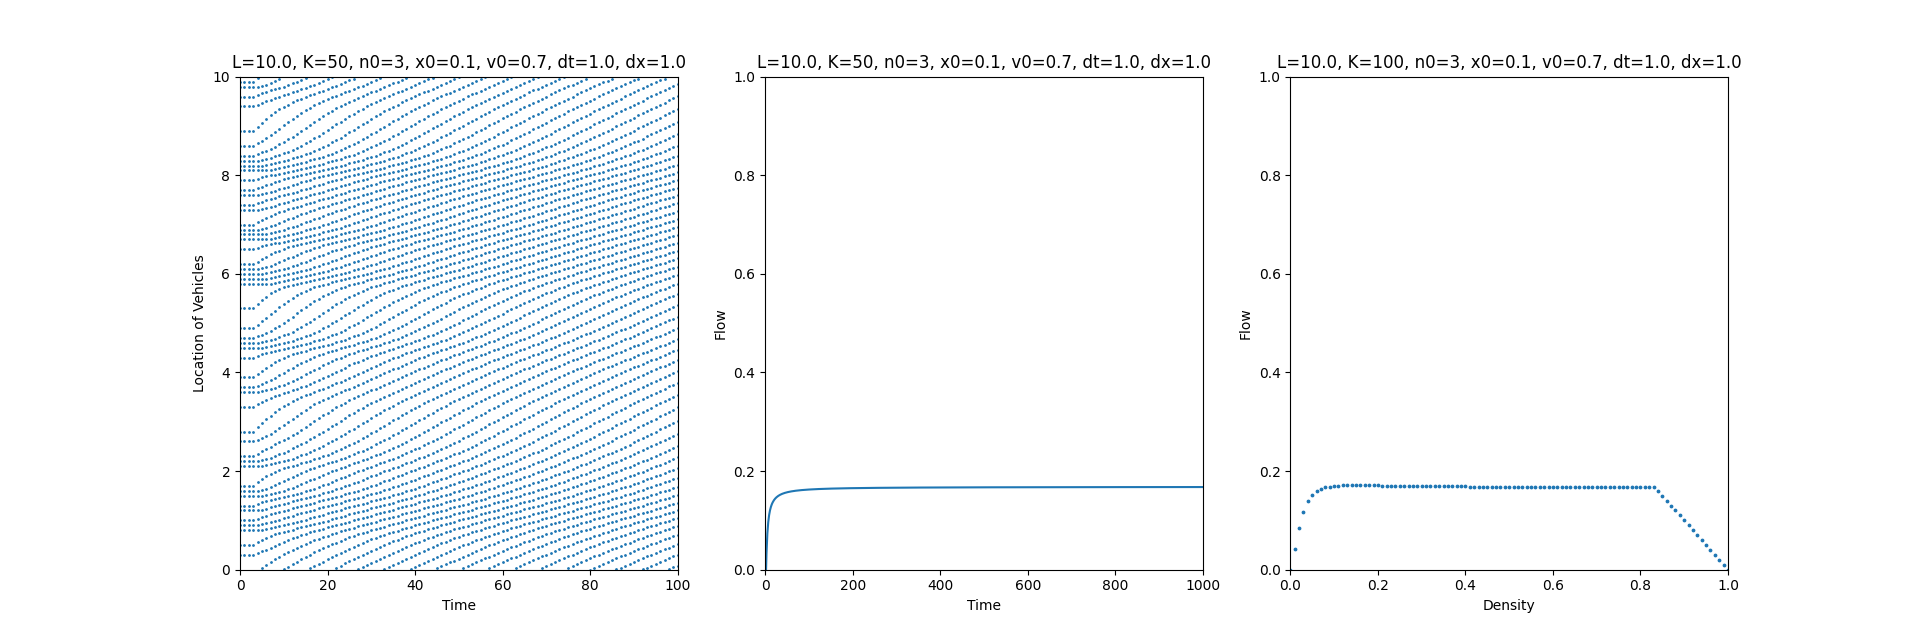 L=10.0, K=50, n0=3, x0=0.1, v0=0.7, dt=1.0, dx=1.0
10
8
6
4
2
0
Location of Vehicles
0 20 40 60 80 100
Time
L=10.0, K=50, n0=3, x0=0.1, v0=0.7, dt=1.0, dx=1.0
1.0
0.8
0.6
0.4
0.2
0.0
Flow
0 200 400 600 800 1000
Time
L=10.0, K=100, n0=3, x0=0.1, v0=0.7, dt=1.0, dx=1.0
1.0
0.8
0.6
0.4
0.2
0.0
Flow
0.0 0.2 0.4 0.6 0.8 1.0
Density